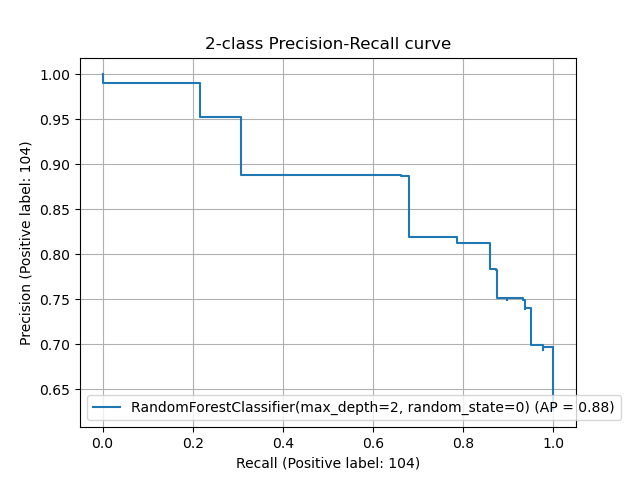 2-class Precision-Recall curve
1.00
0.95
0.90
0.85
0.80
0.75
0.70
0.65
Precision (Positive label: 104)
RandomForestClassifier(max_depth=2, random_state=0) (AP = 0.88)
0.0 0.2 0.4 0.6 0.8 1.0
Recall (Positive label: 104)